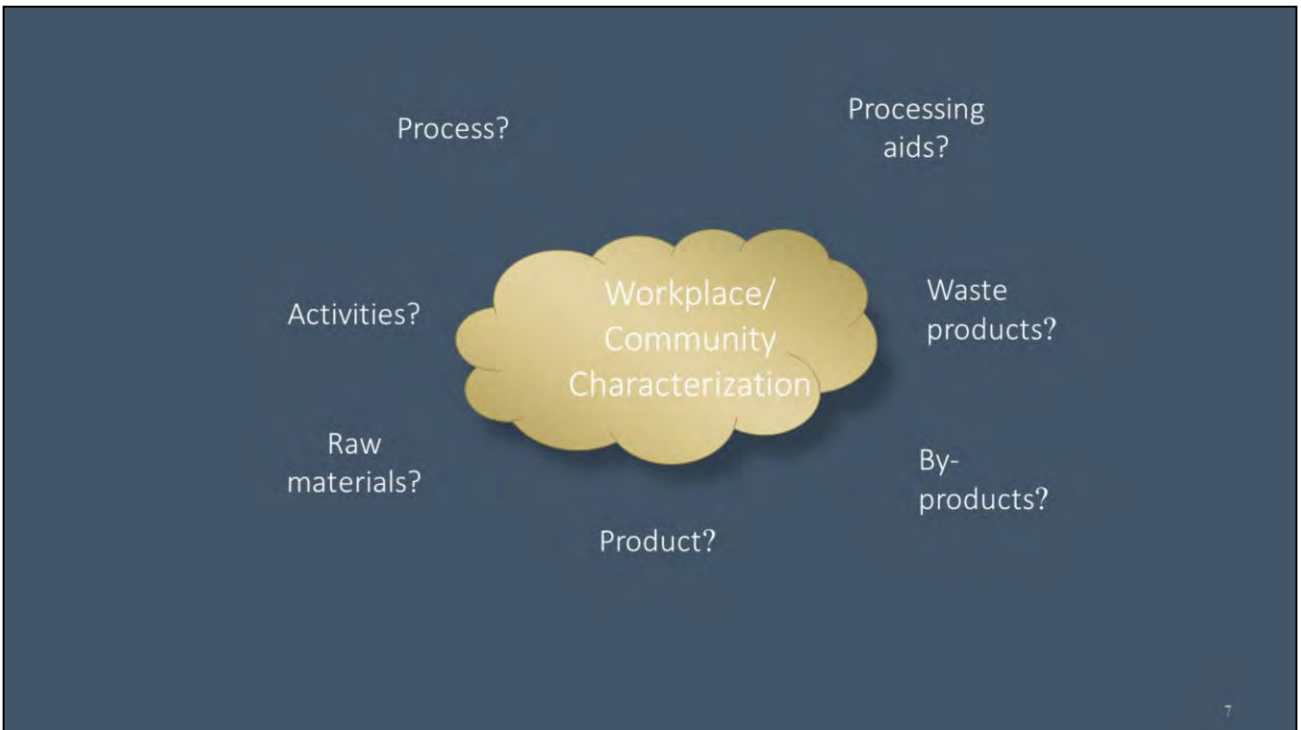 Process?
Processing
aids?
Workplace/
Community
Characterization
Activities?
Waste
products?
Raw
materials?
By-
products?
Product?
7